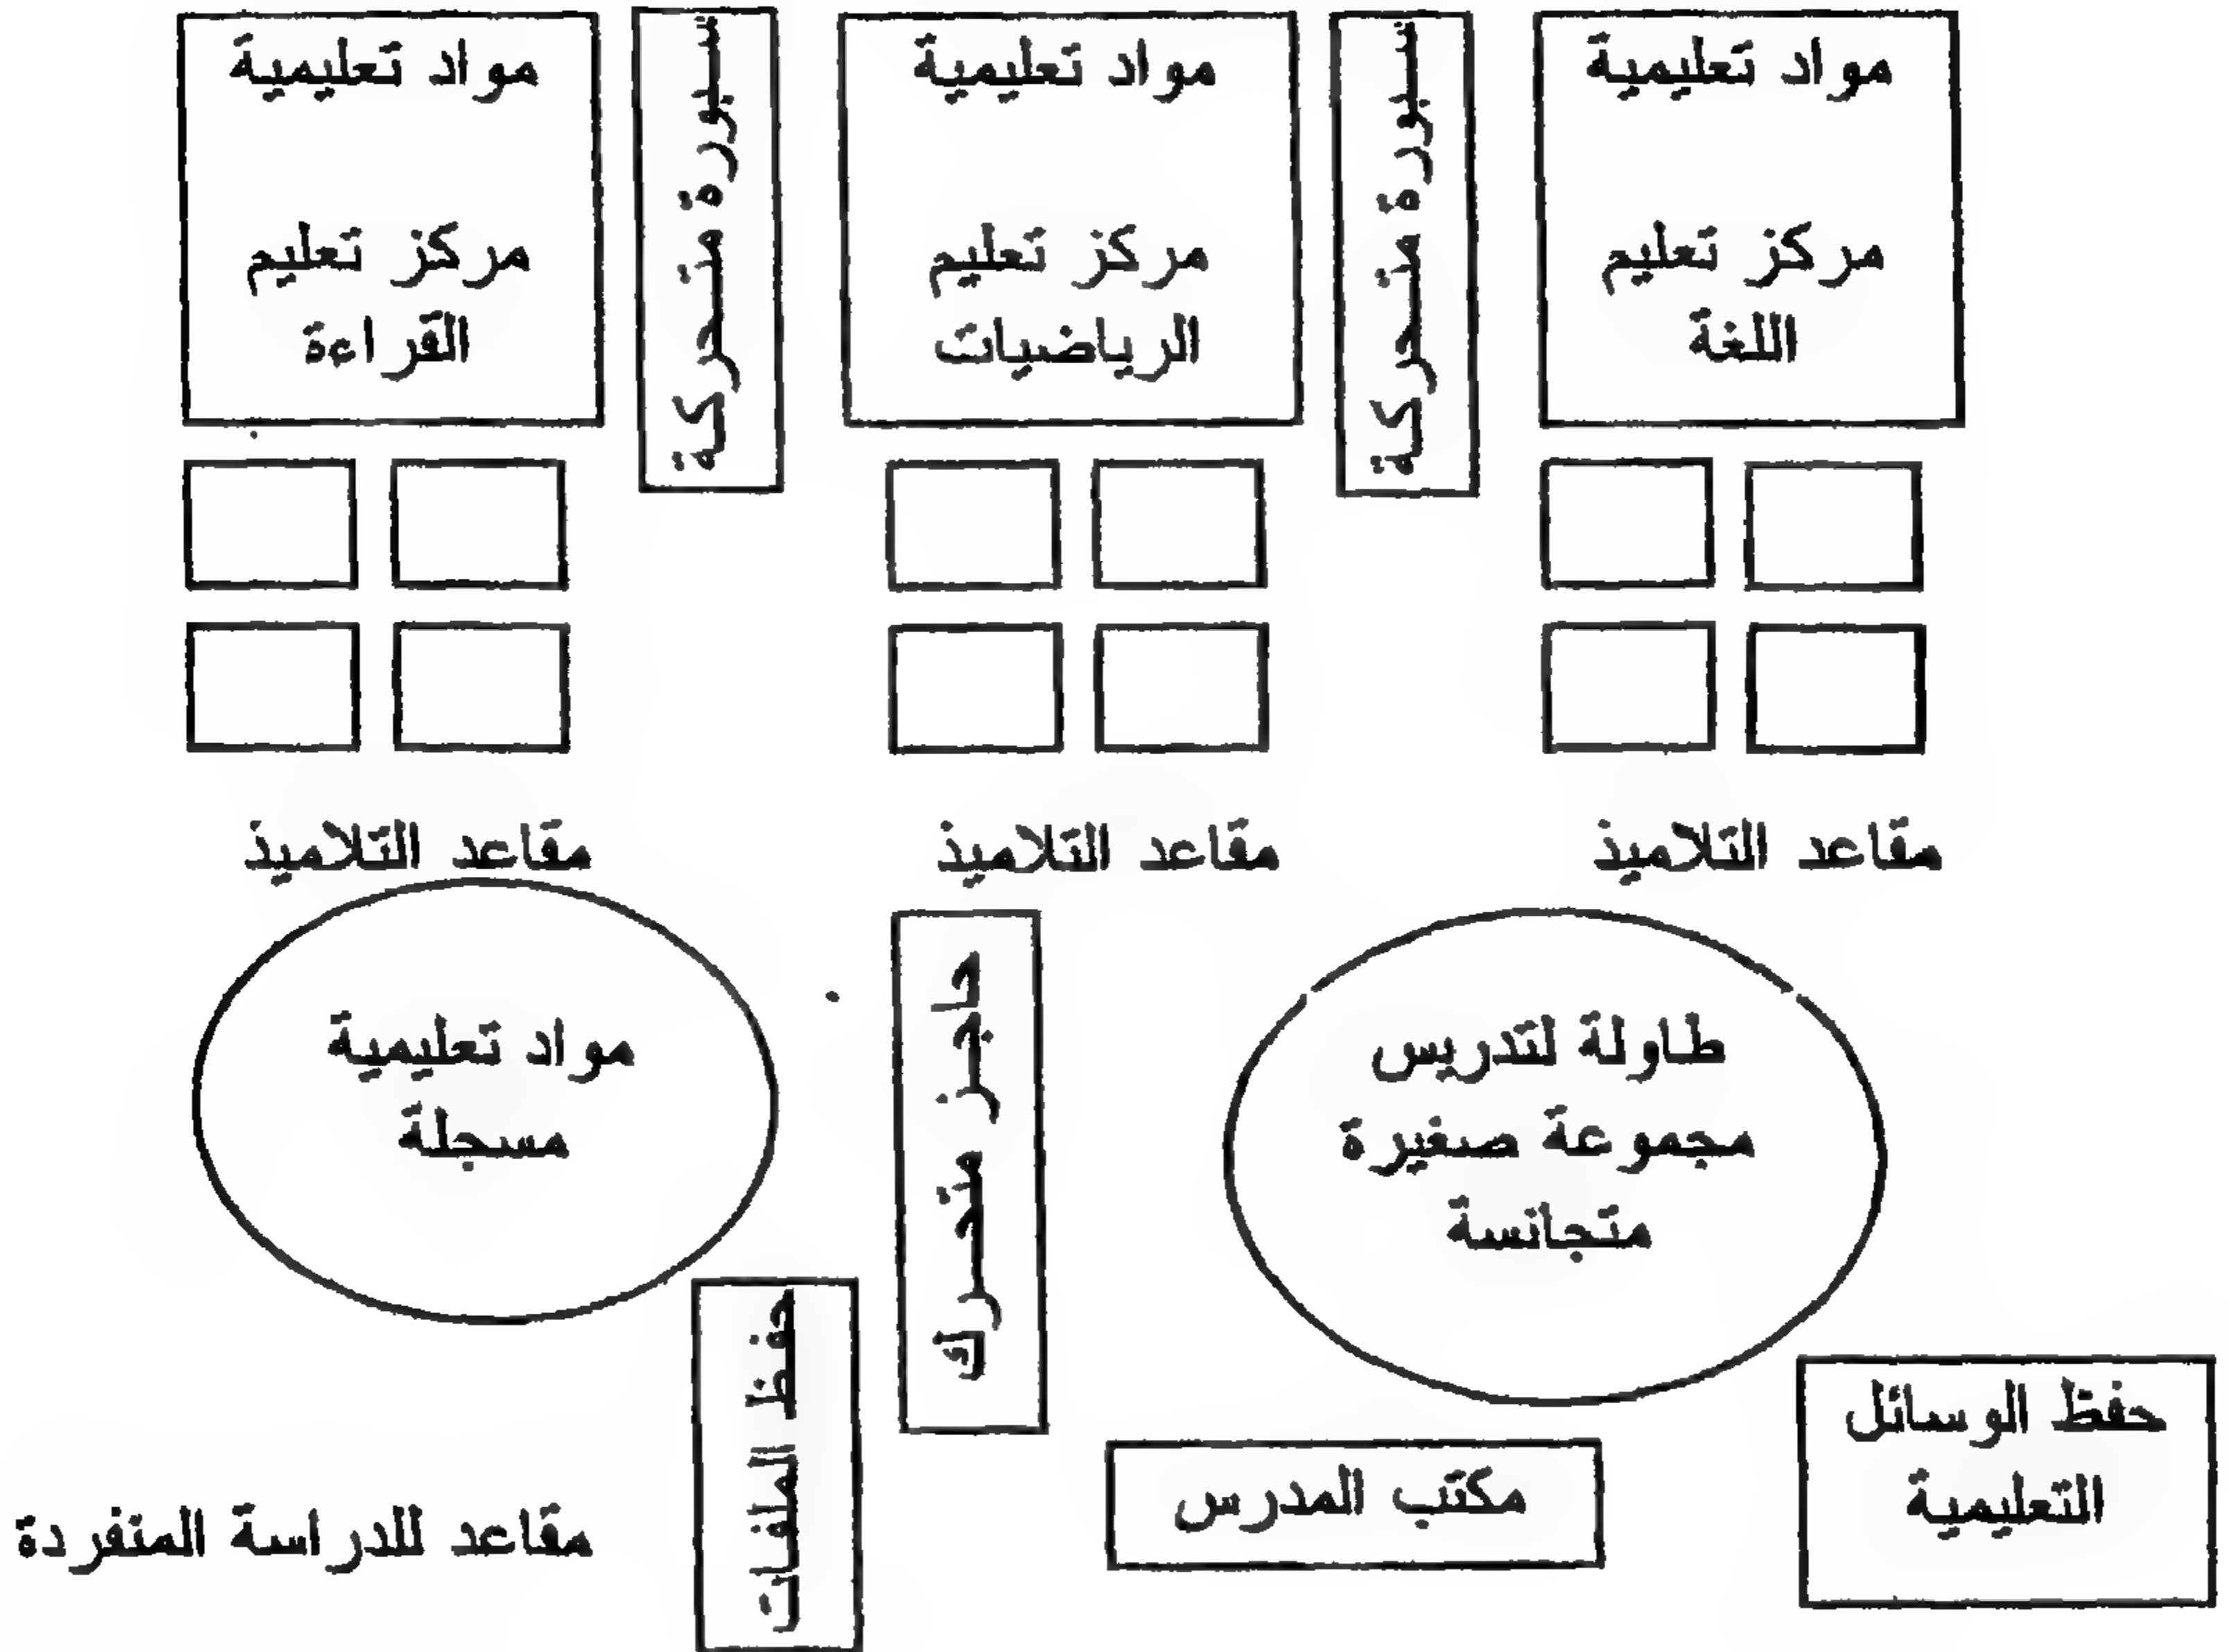 مواد تعليمية
مركز تعليم
اللغة
سبورة متحركة
مواد تعليمية
مركز تعليم
الرياضيات
سبورة متحركة
مواد تعليمية
مركز تعليم
القراءة
مقاعد التلاميذ
مقاعد التلاميذ
مقاعد التلاميذ
طاولة لتدريس
مجموعة صغيرة
متجانسة
حاجز متحرك
مواد تعليمية
مسجلة
حفظ الوسائل
التعليمية
مكتب المدرس
حفظ الملفات
مقاعد للدراسة المنفردة